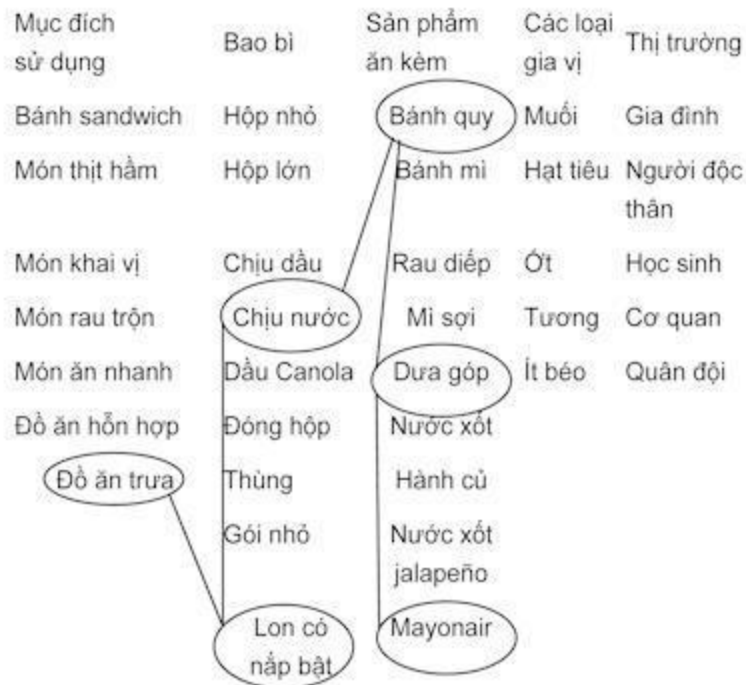 Mục đích sử dụng Bao bì Sản phẩm ăn kèm Các loại gia vị Thị trường
Bánh sandwich Hộp nhỏ Bánh quy Muối Gia đình
Món thịt hầm Hộp lớn Bánh mì Hạt tiêu Người độc thân
Món khai vị Chịu dầu Rau diếp Ớt Học sinh
Món rau trộn Chịu nước Mì sợi Tương Cơ quan
Món ăn nhanh Dầu Canola Dưa góp Ít béo Quân đội
Đồ ăn hỗn hợp Đóng hộp Nước xốt
Đồ ăn trưa Thùng Hành củ
Gói nhỏ Nước xốt jalapeño
Lon có nắp bật Mayonair